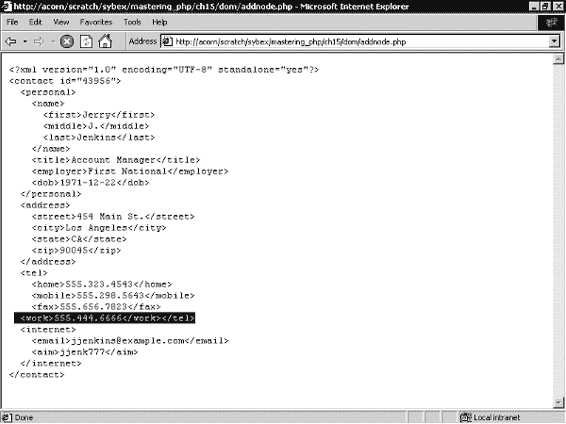 http://acorn/scratch/sybex/mastering_php/ch15/dom/addnode.php - Microsoft Internet Explorer
File Edit View Favorites Tools Help
Address http://acorn/scratch/sybex/mastering_php/ch15/dom/addnode.php
<?xml version="1.0" encoding="UTF-8" standalone="yes"?>
<contact id="43956">
<personal>
<name>
<first>Jerry</first>
<middle>J.</middle>
<last>Jenkins</last>
</name>
<title>Account Manager</title>
<employer>First National</employer>
<dob>1971-12-22</dob>
</personal>
<address>
<street>454 Main St.</street>
<city>Los Angeles</city>
<state>CA</state>
<zip>90045</zip>
</address>
<tel>
<home>555.323.4543</home>
<mobile>555.298.5643</mobile>
<fax>555.656.7823</fax>
<work>555.444.6666</work></tel>
<internet>
<email>jjenkins@example.com</email>
<aim>jjenk777</aim>
</internet>
</contact>
Done Local intranet